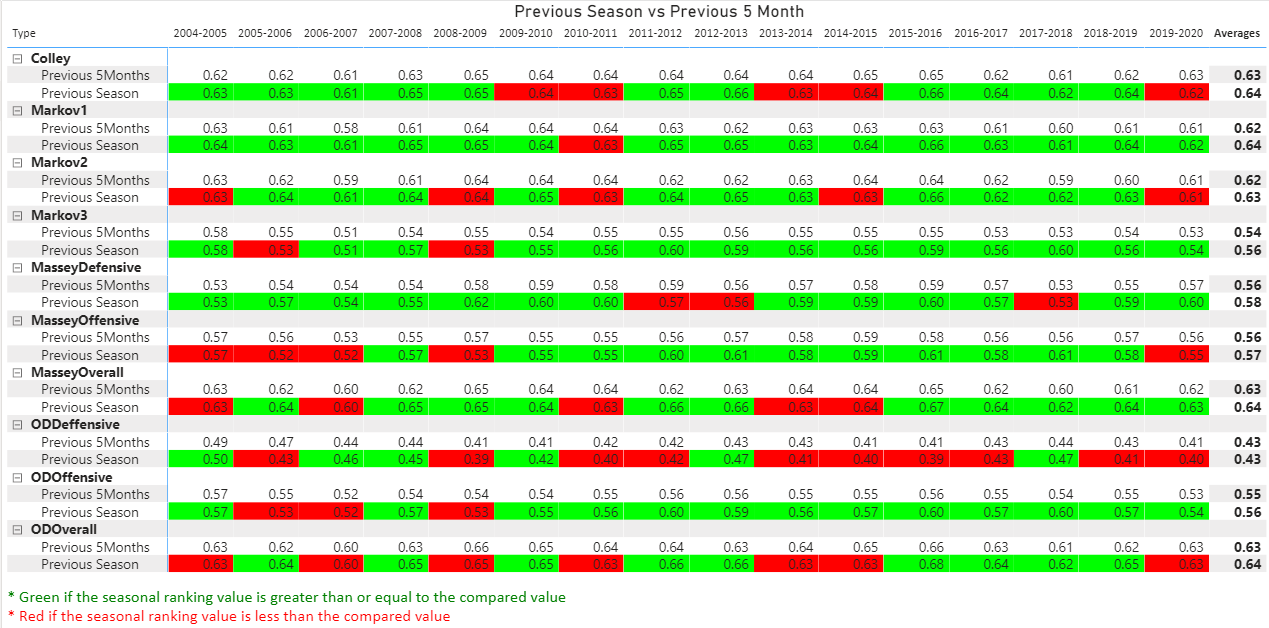 Previous Season vs Previous 5 Month
Type 2004-2005 2005-2006 2006-2007 2007-2008 2008-2009 2009-2010 2010-2011 2011-2012 2012-2013 2013-2014 2014-2015 2015-2016 2016-2017 2017-2018 2018-2019 2019-2020 Averages
Colley
Previous 5Months 0.62 0.62 0.61 0.63 0.65 0.64 0.64 0.64 0.64 0.64 0.65 0.65 0.62 0.61 0.62 0.63 0.63
Previous Season 0.63 0.63 0.61 0.65 0.65 0.64 0.63 0.65 0.66 0.63 0.64 0.66 0.64 0.62 0.64 0.62 0.64
Markov1
Previous 5Months 0.63 0.61 0.58 0.61 0.64 0.64 0.64 0.63 0.62 0.63 0.63 0.63 0.61 0.60 0.61 0.61 0.62
Previous Season 0.64 0.63 0.61 0.65 0.65 0.64 0.63 0.65 0.65 0.63 0.64 0.66 0.63 0.61 0.64 0.62 0.64
Markov2
Previous 5Months 0.63 0.62 0.59 0.61 0.64 0.64 0.64 0.62 0.62 0.63 0.64 0.64 0.62 0.59 0.60 0.61 0.62
Previous Season 0.63 0.64 0.61 0.64 0.64 0.65 0.63 0.64 0.65 0.63 0.63 0.66 0.62 0.62 0.63 0.61 0.63
Markov3
Previous 5Months 0.58 0.55 0.51 0.54 0.55 0.54 0.55 0.55 0.56 0.55 0.55 0.55 0.53 0.53 0.54 0.53 0.54
Previous Season 0.58 0.53 0.51 0.57 0.53 0.55 0.56 0.60 0.59 0.56 0.56 0.59 0.56 0.60 0.56 0.54 0.56
MasseyDefensive
Previous 5Months 0.53 0.54 0.54 0.54 0.58 0.59 0.58 0.59 0.56 0.57 0.58 0.59 0.57 0.53 0.55 0.57 0.56
Previous Season 0.53 0.57 0.54 0.55 0.62 0.60 0.60 0.57 0.56 0.59 0.59 0.60 0.57 0.53 0.59 0.60 0.58
MasseyOffensive
Previous 5Months 0.57 0.56 0.53 0.55 0.57 0.55 0.55 0.56 0.57 0.58 0.59 0.58 0.56 0.56 0.57 0.56 0.56
Previous Season 0.57 0.52 0.52 0.57 0.53 0.55 0.55 0.60 0.61 0.58 0.59 0.61 0.58 0.61 0.58 0.55 0.57
MasseyOverall
Previous 5Months 0.63 0.62 0.60 0.62 0.65 0.64 0.64 0.62 0.63 0.64 0.64 0.65 0.62 0.60 0.61 0.62 0.63
Previous Season 0.63 0.64 0.60 0.65 0.65 0.64 0.63 0.66 0.66 0.63 0.64 0.67 0.64 0.62 0.64 0.63 0.64
ODDeffensive
Previous 5Months 0.49 0.47 0.44 0.44 0.41 0.41 0.42 0.42 0.43 0.43 0.41 0.41 0.43 0.44 0.43 0.41 0.43
Previous Season 0.50 0.43 0.46 0.45 0.39 0.42 0.40 0.42 0.47 0.41 0.40 0.39 0.43 0.47 0.41 0.40 0.43
ODOffensive
Previous 5Months 0.57 0.55 0.52 0.54 0.54 0.54 0.55 0.56 0.56 0.55 0.55 0.56 0.55 0.54 0.55 0.53 0.55
Previous Season 0.57 0.53 0.52 0.57 0.53 0.55 0.56 0.60 0.59 0.56 0.57 0.60 0.57 0.60 0.57 0.54 0.56
ODOverall
Previous 5Months 0.63 0.62 0.60 0.63 0.66 0.65 0.64 0.64 0.63 0.64 0.65 0.66 0.63 0.61 0.62 0.63 0.63
Previous Season 0.63 0.64 0.60 0.65 0.65 0.65 0.63 0.66 0.66 0.63 0.63 0.68 0.64 0.62 0.65 0.63 0.64
* Green if the seasonal ranking value is greater than or equal to the compared value
* Red if the seasonal ranking value is less than the compared value